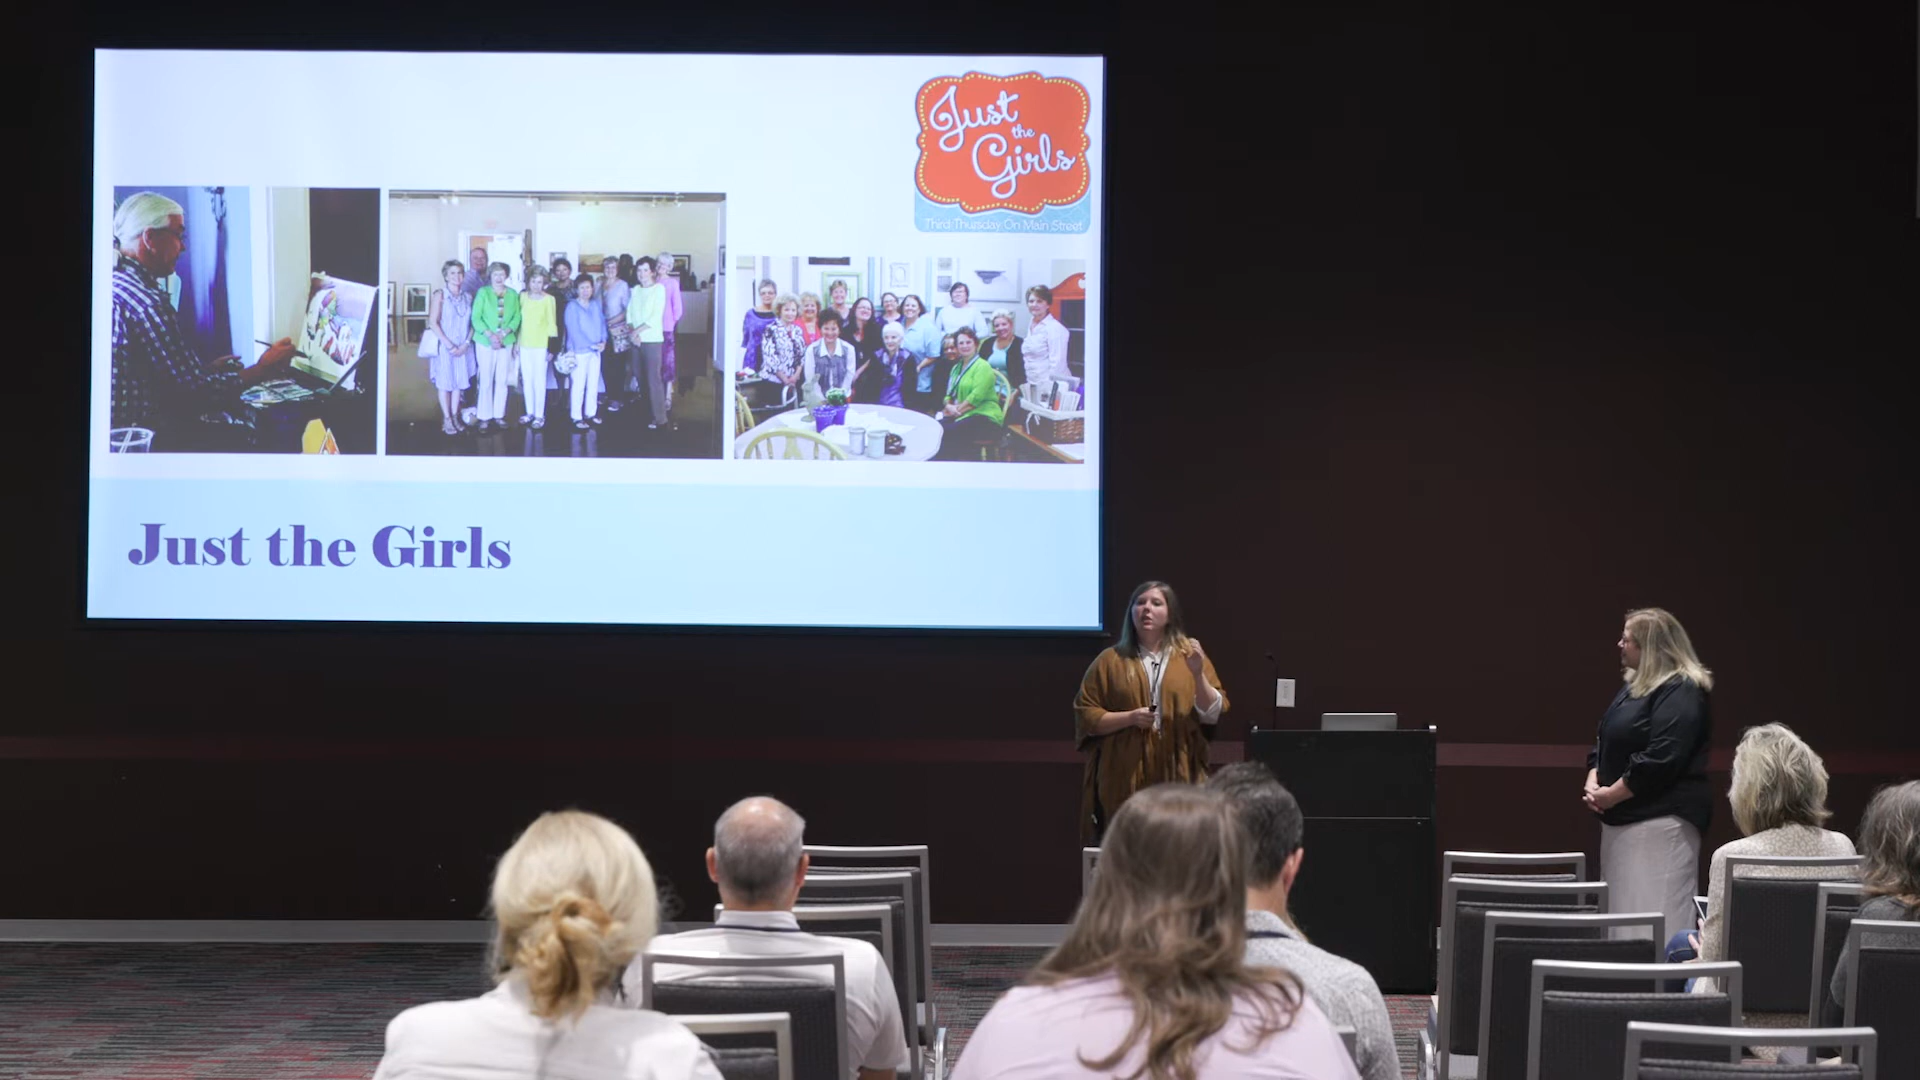 Just
the
Girls
Third Thursday On Main Street
Just the Girls